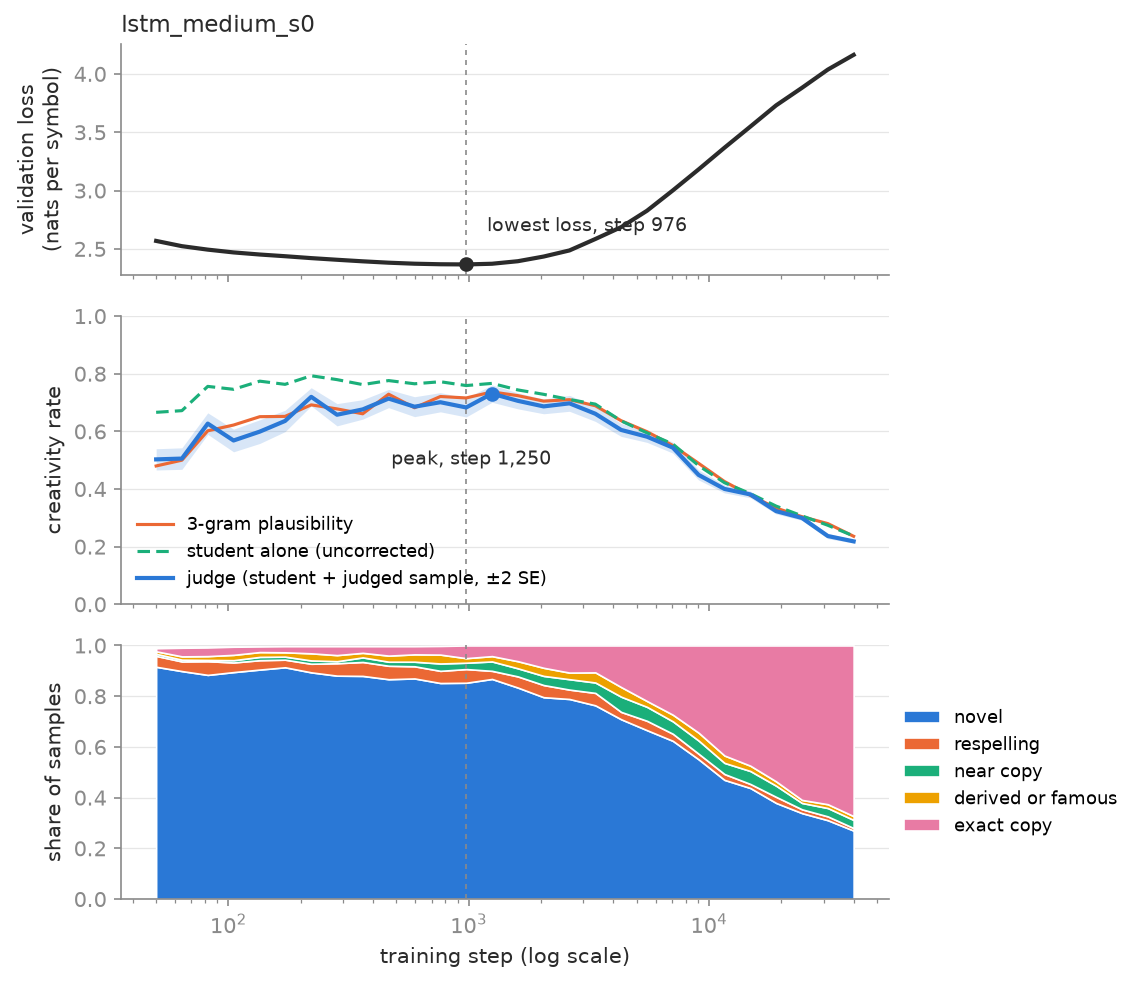 lstm_medium_s0
validation loss
(nats per symbol)
4.0
3.5
3.0
2.5
lowest loss, step 976
creativity rate
1.0
0.8
0.6
0.4
0.2
0.0
peak, step 1,250
3-gram plausibility
student alone (uncorrected)
judge (student + judged sample, ±2 SE)
share of samples
1.0
0.8
0.6
0.4
0.2
0.0
novel
respelling
near copy
derived or famous
exact copy
10² 10³ 10⁴
training step (log scale)